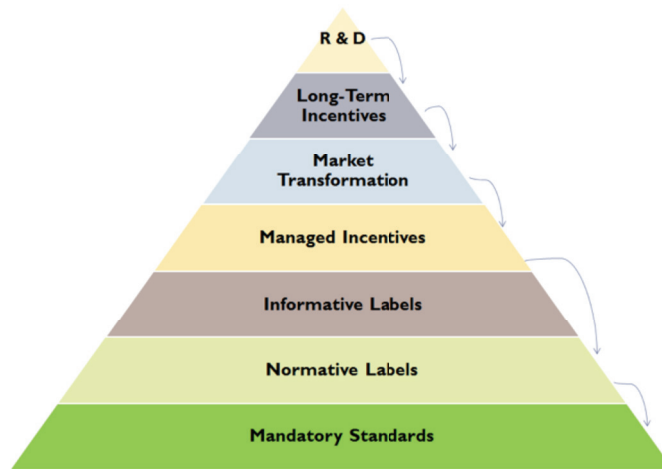 R & D
Long-Term
Incentives
Market
Transformation
Managed Incentives
Informative Labels
Normative Labels
Mandatory Standards